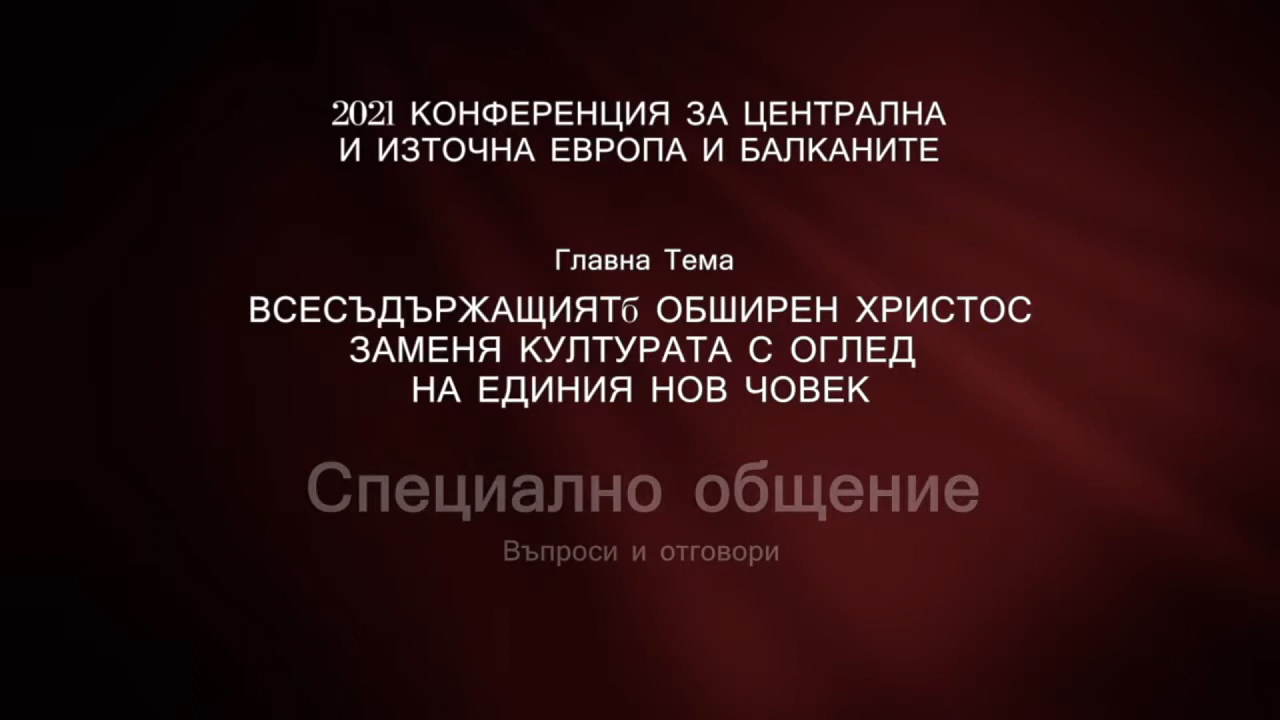 2021 КОНФЕРЕНЦИЯ ЗА ЦЕНТРАЛНА
И ИЗТОЧНА ЕВРОПА И БАЛКАНИТЕ
Главна Тема
ВСЕСЪДЪРЖАЩИЯТб ОБШИРЕН ХРИСТОС
ЗАМЕНЯ КУЛТУРАТА С ОГЛЕД
НА ЕДИНИЯ НОВ ЧОВЕК
Специално общение
Въпроси и отговори